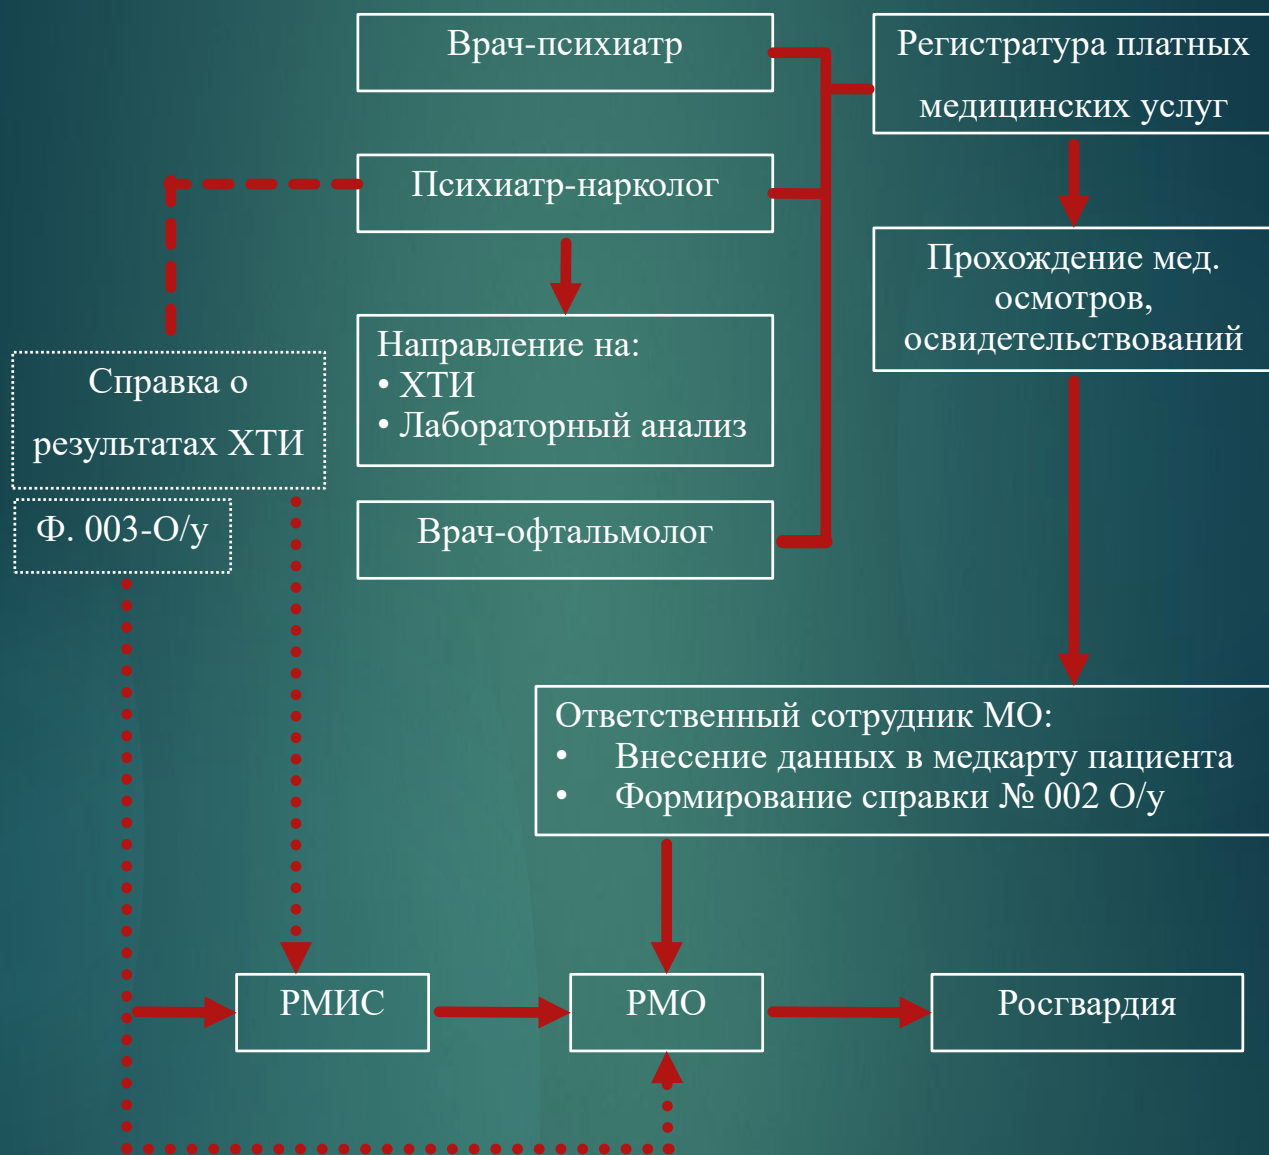 Врач-психиатр
Регистратура платных
медицинских услуг
Психиатр-нарколог
Прохождение мед.
осмотров,
освидетельствований
Направление на:
• ХТИ
• Лабораторный анализ
Справка о
результатах ХТИ
Ф. 003-О/у
Врач-офтальмолог
Ответственный сотрудник МО:
• Внесение данных в медкарту пациента
• Формирование справки № 002 О/у
РМИС
РМО
Росгвардия